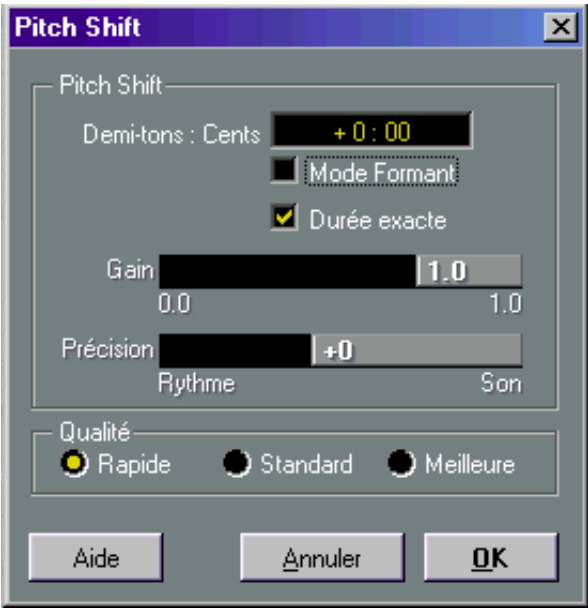 Pitch Shift
Pitch Shift
Demi-tons : Cents +0 : 00
Mode Formant
Durée exacte
Gain 1.0
0.0 1.0
Précision +0
Rythme Son
Qualité
Rapide Standard Meilleure
Aide Annuler OK